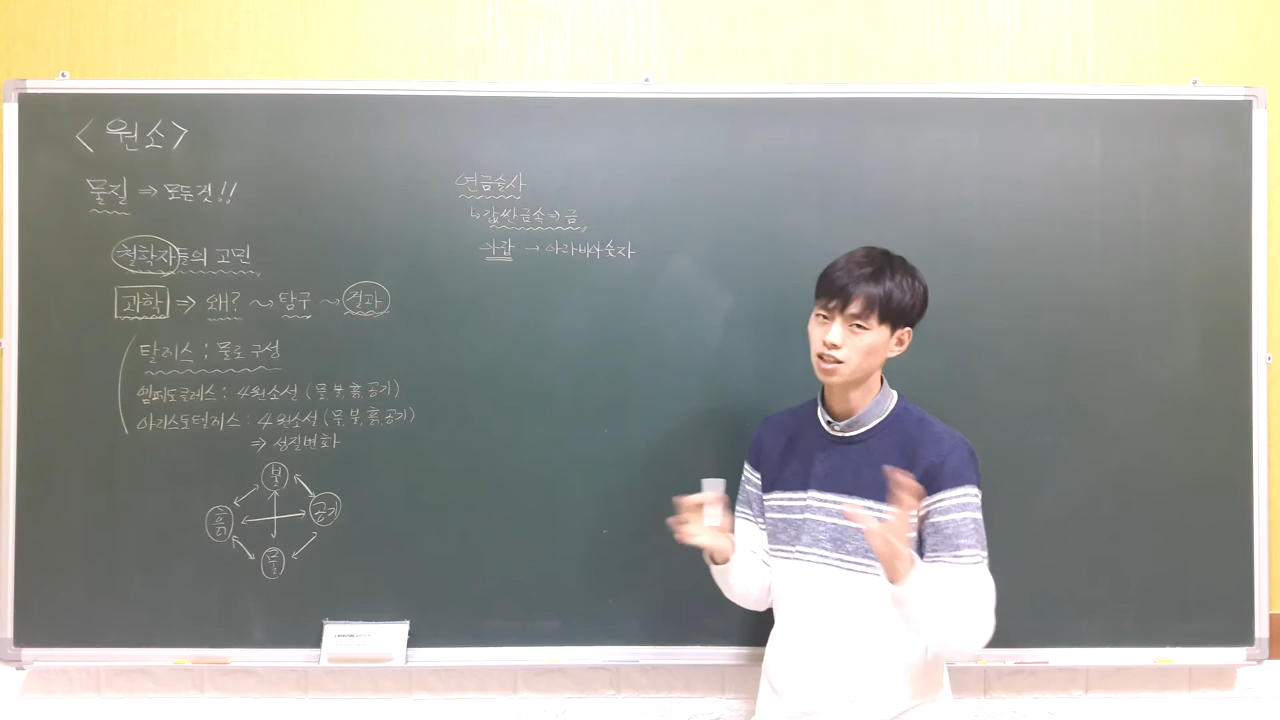 <원소>
물질 ⇒ 모든것!!
철학자들의 고민
과학 ⇒ 왜? → 탐구 → 결과
탈레스 : 물로 구성
엠페도클레스 : 4원소설 (물, 불, 흙, 공기)
아리스토텔레스 : 4원소설 (물, 불, 흙, 공기)
⇒ 성질변화
불
흙
공기
물
연금술사
↳ 값싼금속 → 금
아랍 → 아라비아숫자